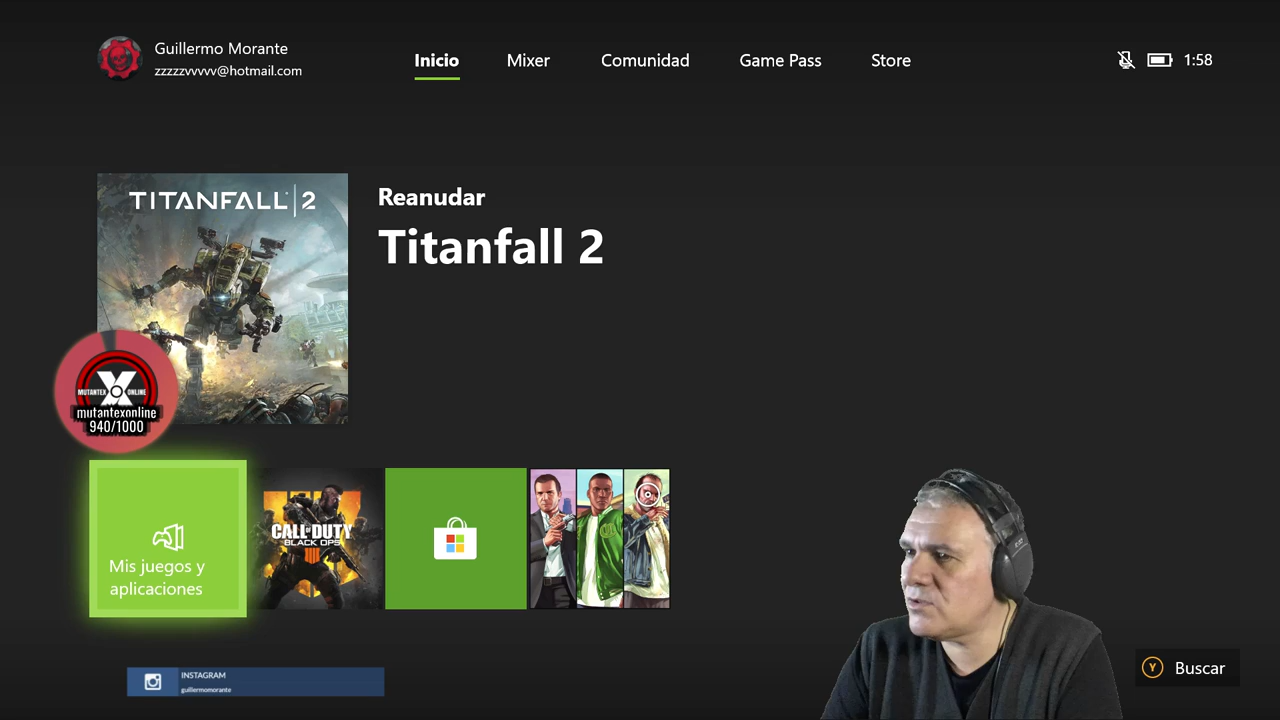 Guillermo Morante
zzzzzvvvvv@hotmail.com
Inicio
Mixer
Comunidad
Game Pass
Store
1:58
TITANFALL 2
Reanudar
Titanfall 2
MUTANTEX ONLINE
mutantexonline
940/1000
Mis juegos y
aplicaciones
CALL OF DUTY
BLACK OPS
IIII
INSTAGRAM
guillermomorante
Y Buscar